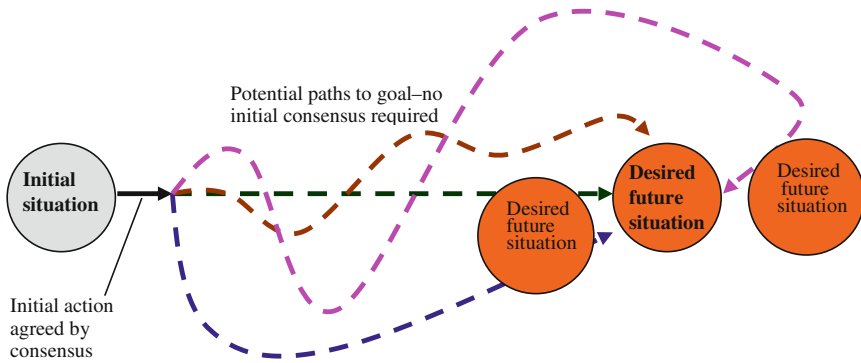 Potential paths to goal–no
initial consensus required
Initial
situation
Desired
future
situation
Desired
future
situation
Desired
future
situation
Initial action
agreed by
consensus